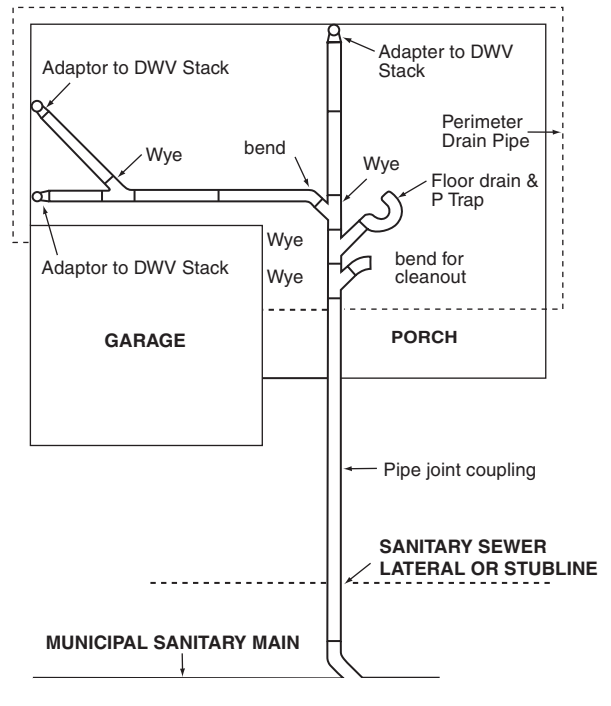 Adapter to DWV
Stack
Adaptor to DWV Stack
Perimeter
Drain Pipe
bend
Wye
Wye
Floor drain &
P Trap
Wye
bend for
cleanout
Adaptor to DWV Stack
Wye
GARAGE
PORCH
Pipe joint coupling
SANITARY SEWER
LATERAL OR STUBLINE
MUNICIPAL SANITARY MAIN